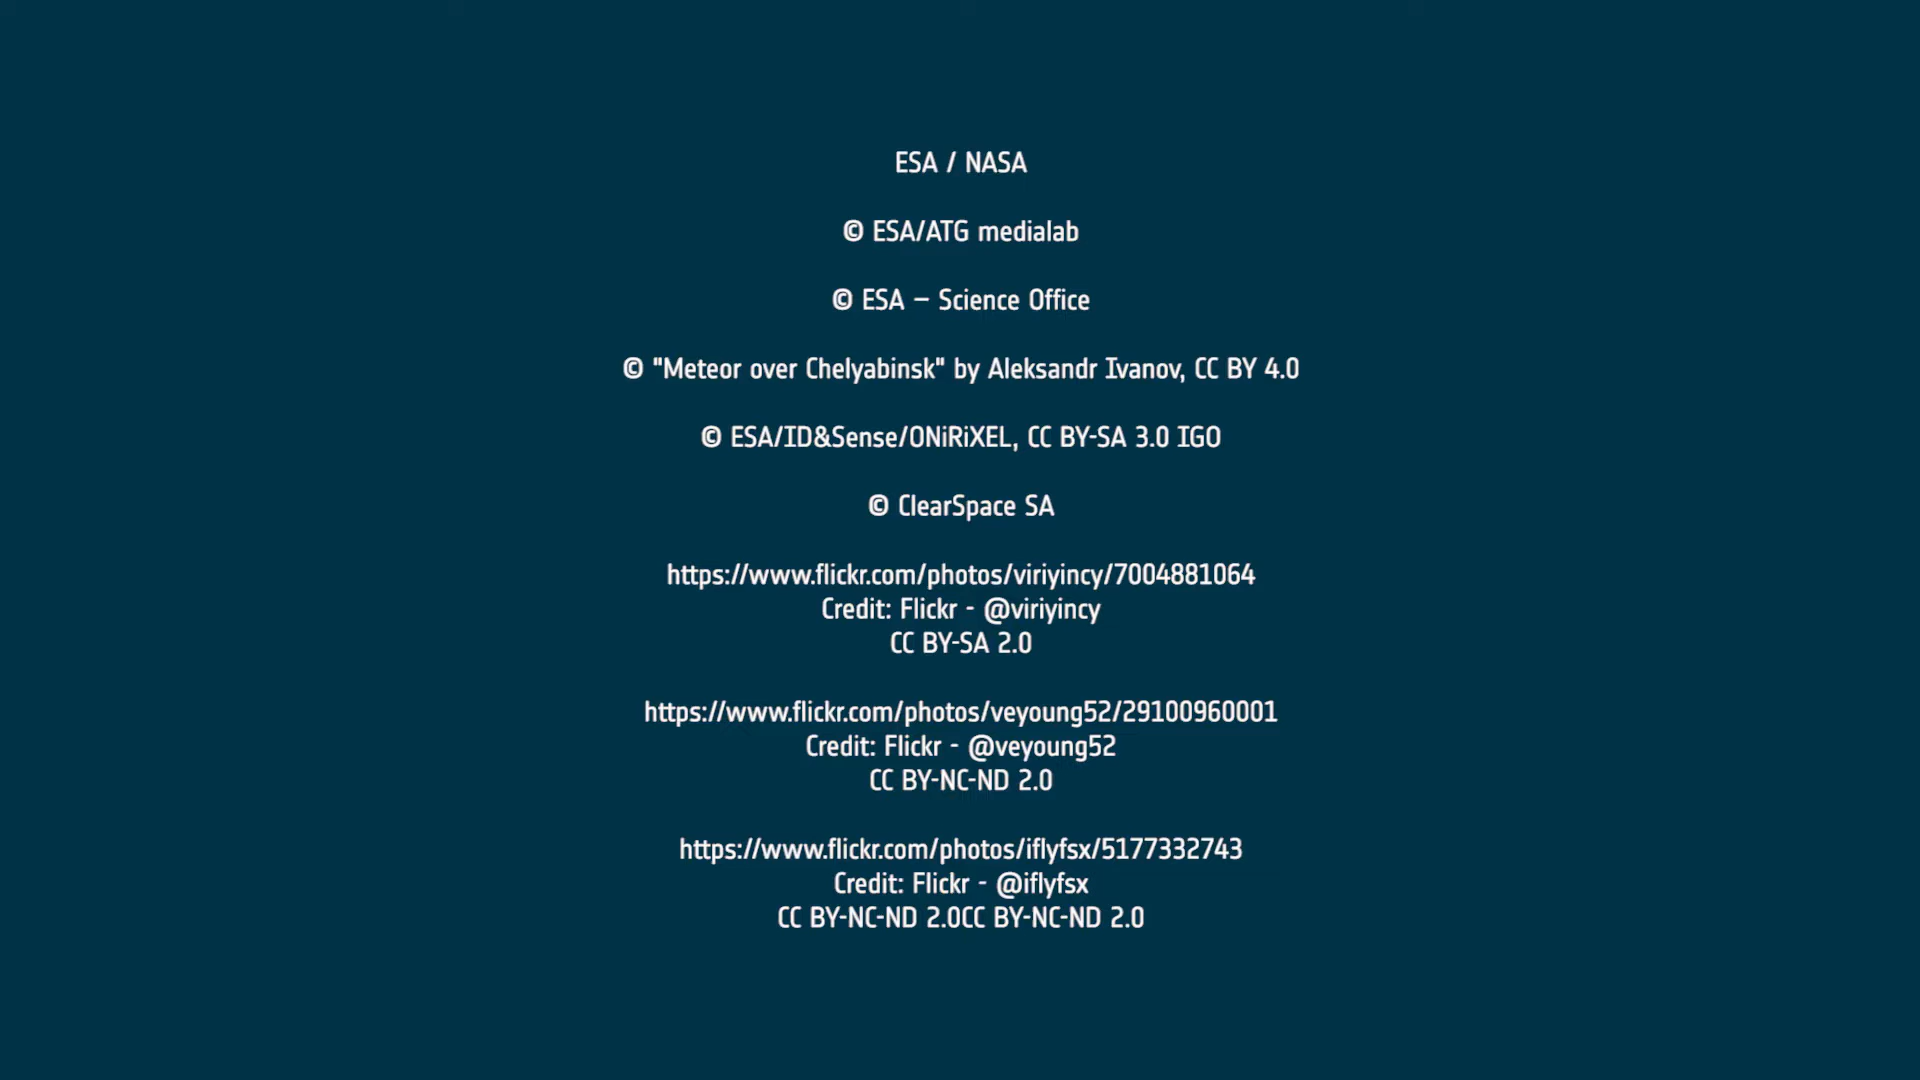 ESA / NASA
© ESA/ATG medialab
© ESA – Science Office
© "Meteor over Chelyabinsk" by Aleksandr Ivanov, CC BY 4.0
© ESA/ID&Sense/ONiRiXEL, CC BY-SA 3.0 IGO
© ClearSpace SA
https://www.flickr.com/photos/viriyincy/7004881064
Credit: Flickr - @viriyincy
CC BY-SA 2.0
https://www.flickr.com/photos/veyoung52/29100960001
Credit: Flickr - @veyoung52
CC BY-NC-ND 2.0
https://www.flickr.com/photos/iflyfsx/5177332743
Credit: Flickr - @iflyfsx
CC BY-NC-ND 2.0CC BY-NC-ND 2.0